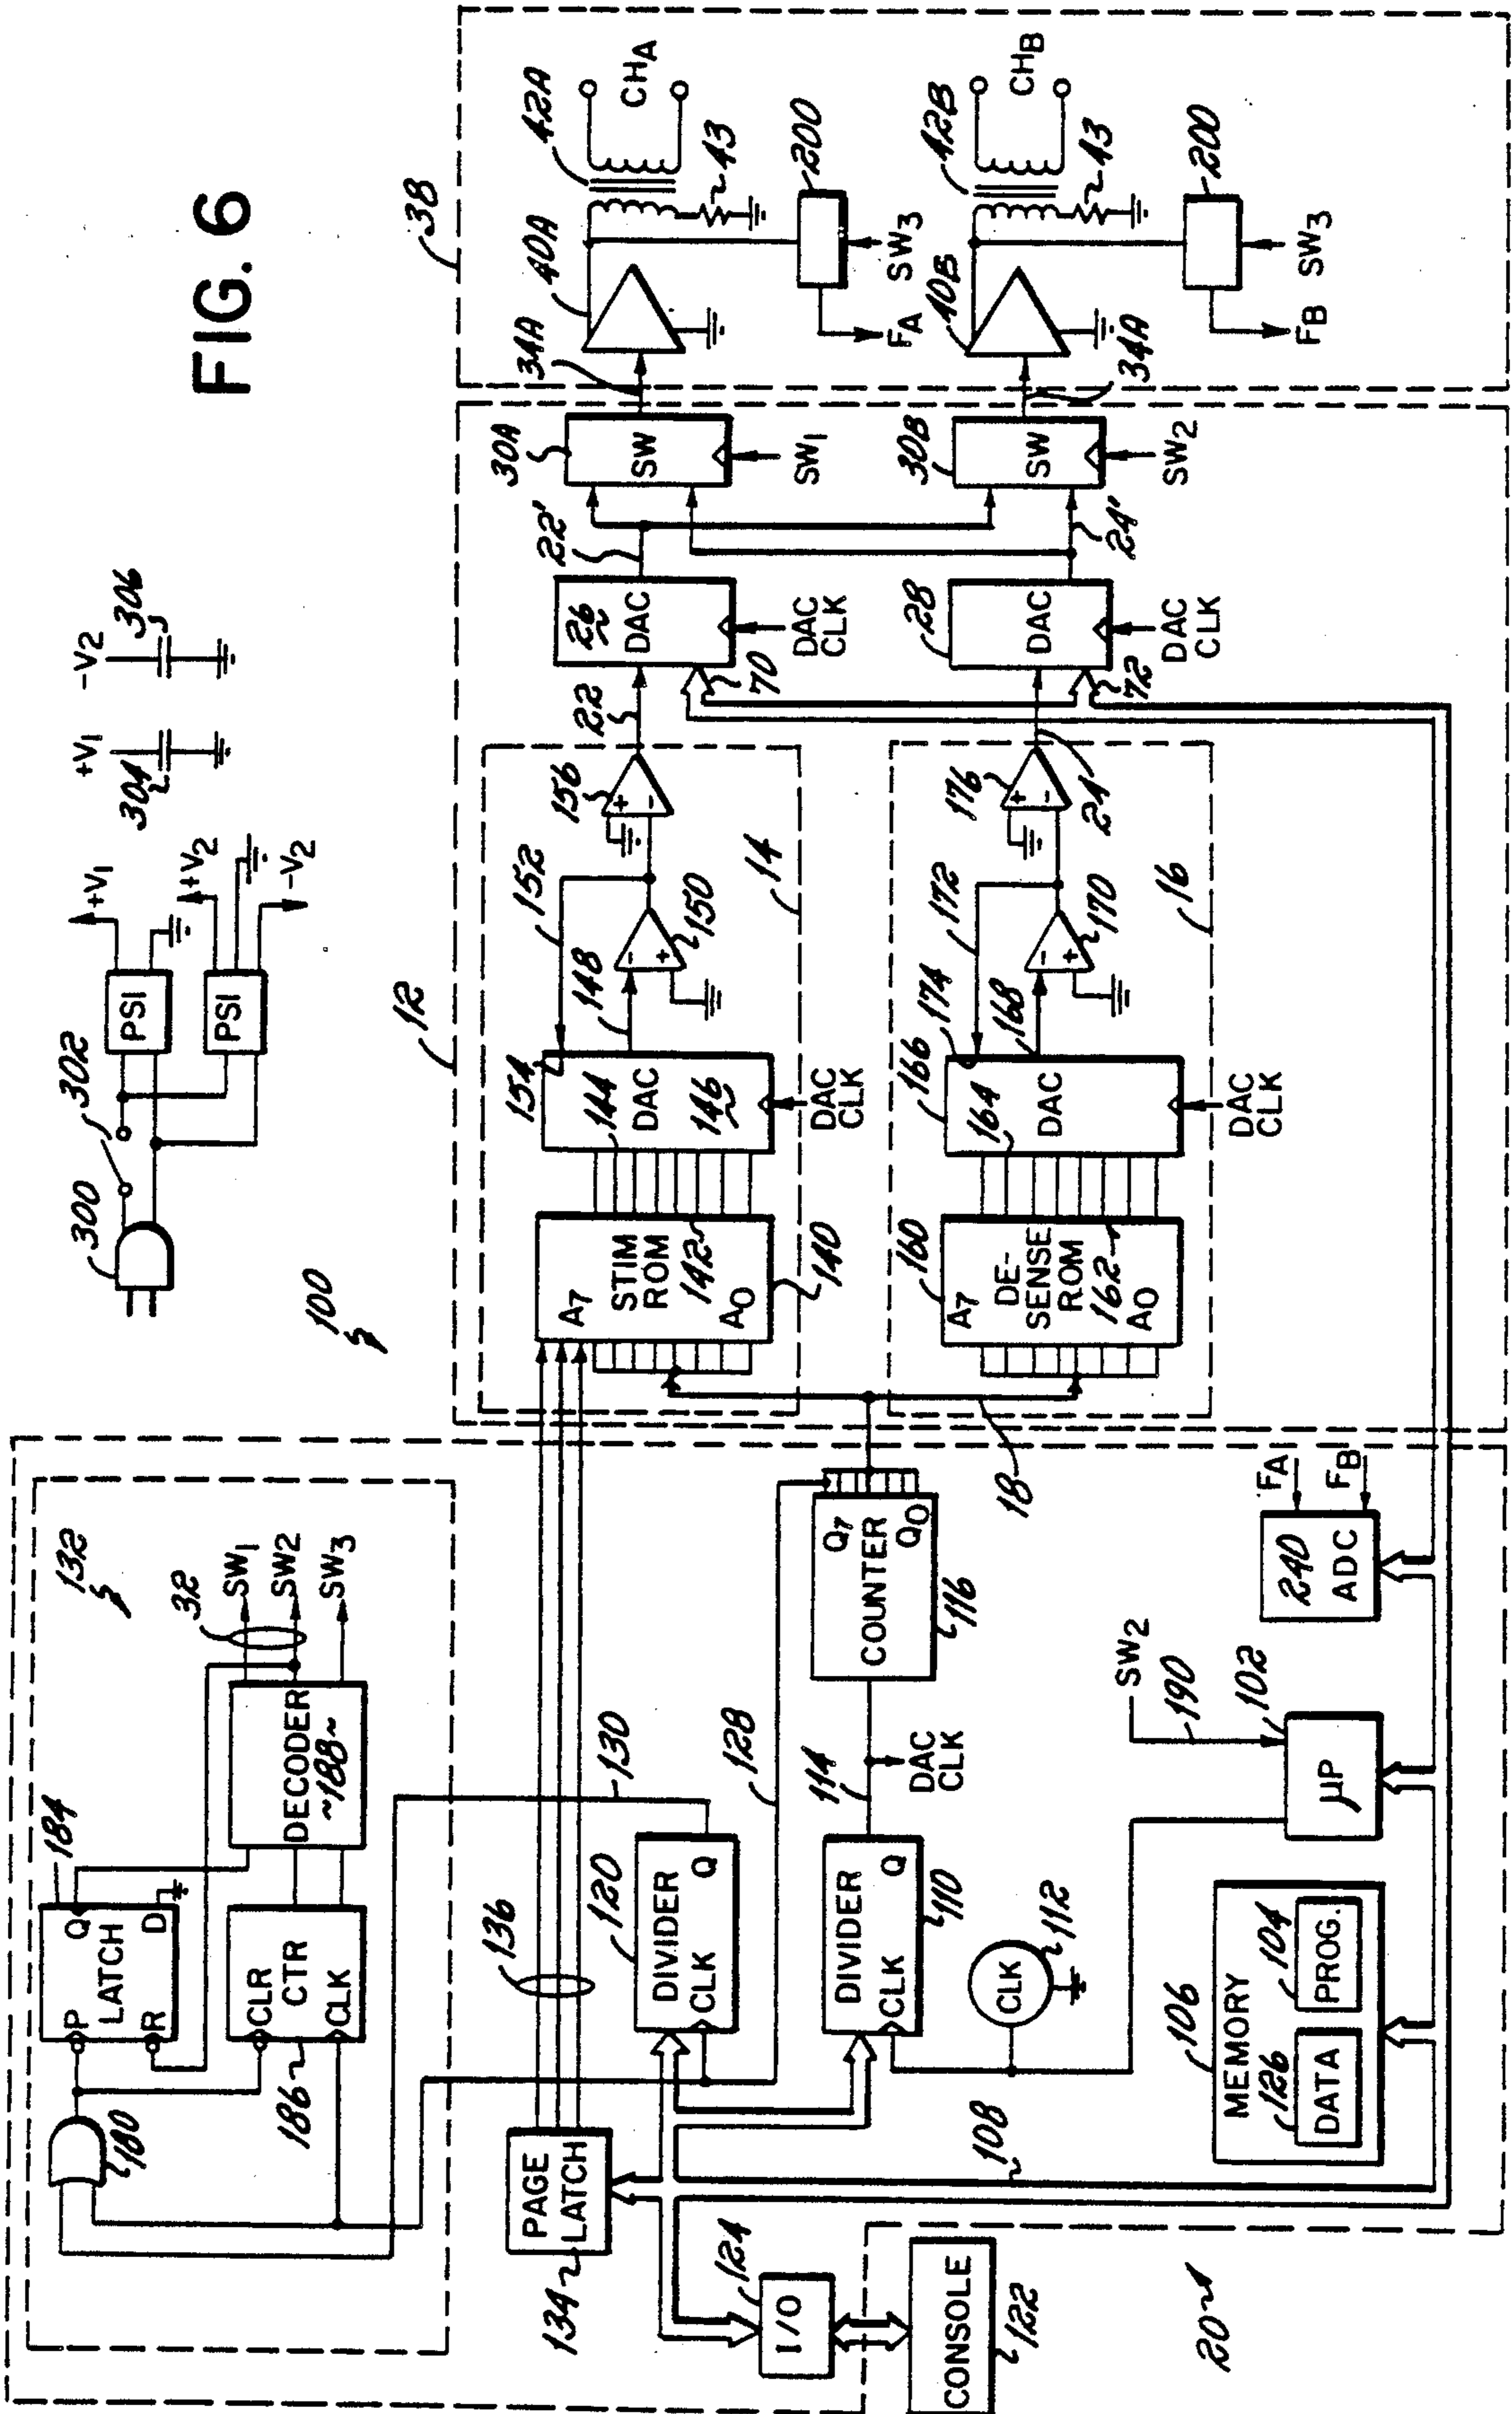 FIG. 6
100
300
302
PSI
PSI
+V1
+V2
-V2
+V1
304
-V2
306
132
180
P
LATCH
Q
R
D
184
CLR
CTR
CLK
186
DECODER
~188~
32
SW1
SW2
SW3
134
PAGE
LATCH
136
130
128
120
DIVIDER
CLK
Q
DIVIDER
CLK
Q
110
114
DAC
CLK
COUNTER
Q7
Q0
116
18
CLK
112
124
I/O
CONSOLE
122
20
108
106
MEMORY
126
DATA
104
PROG.
SW2
190
102
µP
240
ADC
FA
FB
12
A7
STIM
ROM
142
A0
140
154
144
DAC
146
DAC
CLK
148
152
150
156
14
22
160
A7
DE-
SENSE
ROM
162
A0
166
164
DAC
DAC
CLK
174
168
172
170
176
24
16
26
DAC
22'
70
DAC
CLK
28
DAC
24'
72
DAC
CLK
30A
SW
SW1
30B
SW
SW2
34A
34A
38
40A
42A
CHA
43
200
FA
SW3
40B
42B
CHB
43
200
FB
SW3